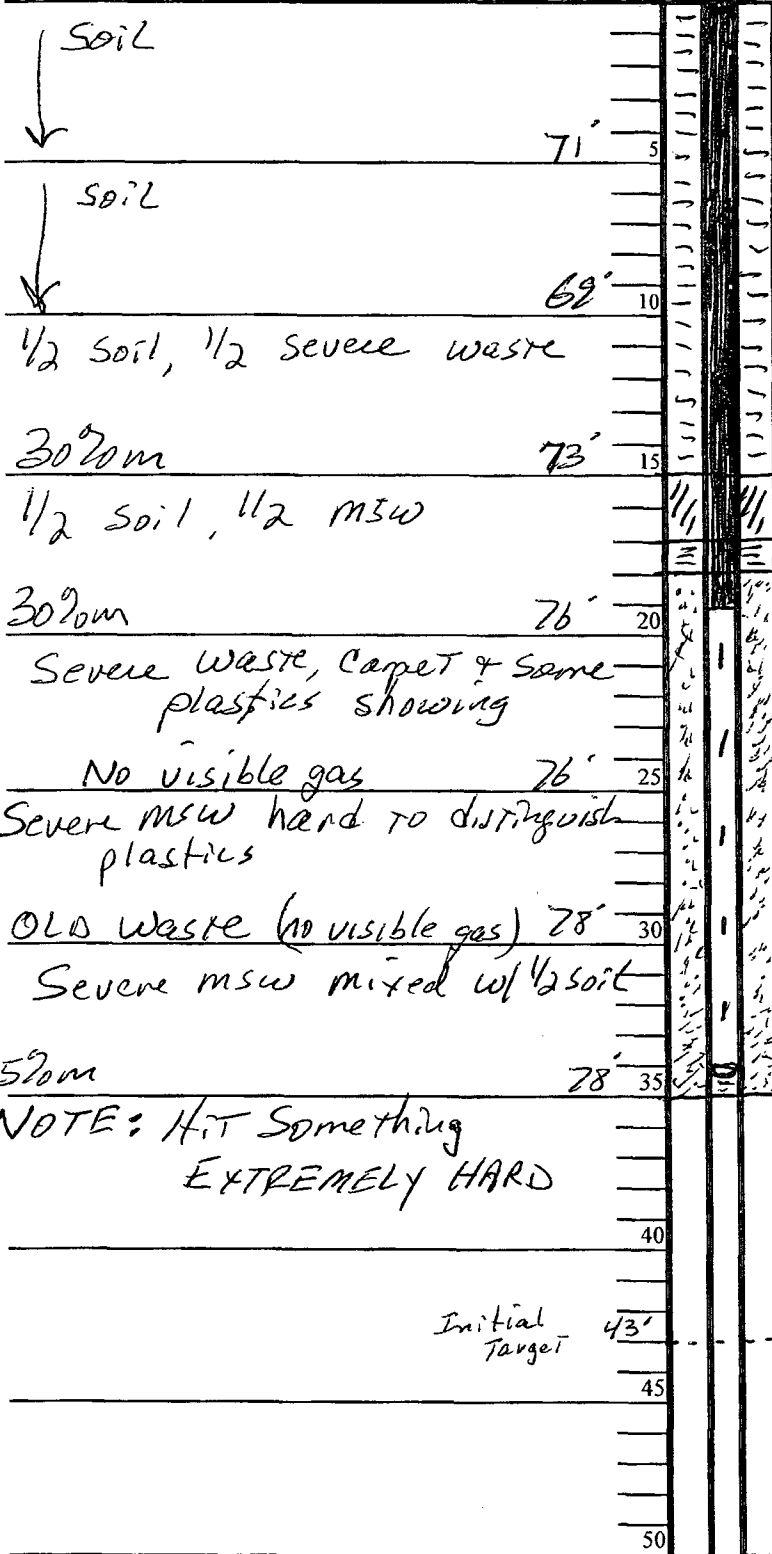 Soil
71' 5
Soil
69' 10
1/2 Soil, 1/2 Severe waste
30%m 73' 15
1/2 Soil, 1/2 MSW
30%m 76' 20
Severe Waste, Carpet & Some
plastics showing
No visible gas 76' 25
Severe MSW hard to distinguish
plastics
OLD Waste (no visible gas) 78' 30
Severe MSW mixed w/ 1/2 soil
5%m 78' 35
NOTE: Hit Something
EXTREMELY HARD
40
Initial 43'
Target
45
50